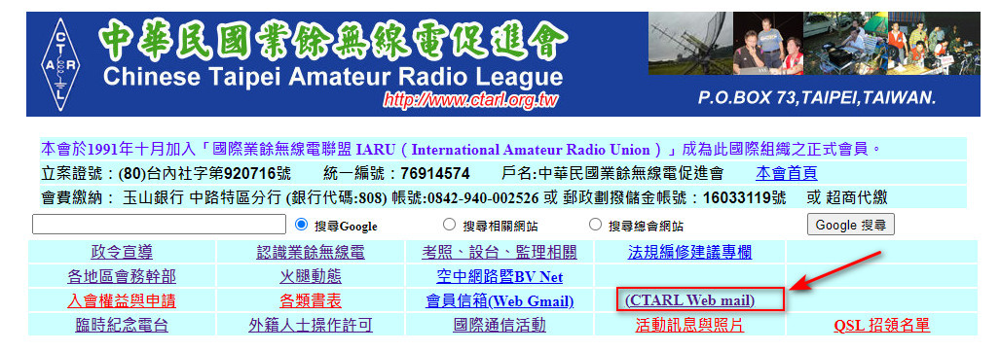 CTARL
中華民國業餘無線電促進會
Chinese Taipei Amateur Radio League
http://www.ctarl.org.tw
P.O.BOX 73,TAIPEI,TAIWAN.
本會於1991年十月加入「國際業餘無線電聯盟 IARU（International Amateur Radio Union）」成為此國際組織之正式會員。
立案證號：(80)台內社字第920716號 統一編號：76914574 戶名:中華民國業餘無線電促進會 本會首頁
會費繳納： 玉山銀行 中路特區分行 (銀行代碼:808) 帳號:0842-940-002526 或 郵政劃撥儲金帳號：16033119號 或 超商代繳
搜尋Google 搜尋相關網站 搜尋總會網站 Google 搜尋
政令宣導 認識業餘無線電 考照、設台、監理相關 法規編修建議專欄
各地區會務幹部 火腿動態 空中網路暨BV Net
入會權益與申請 各類書表 會員信箱(Web Gmail) (CTARL Web mail)
臨時紀念電台 外籍人士操作許可 國際通信活動 活動訊息與照片 QSL 招領名單